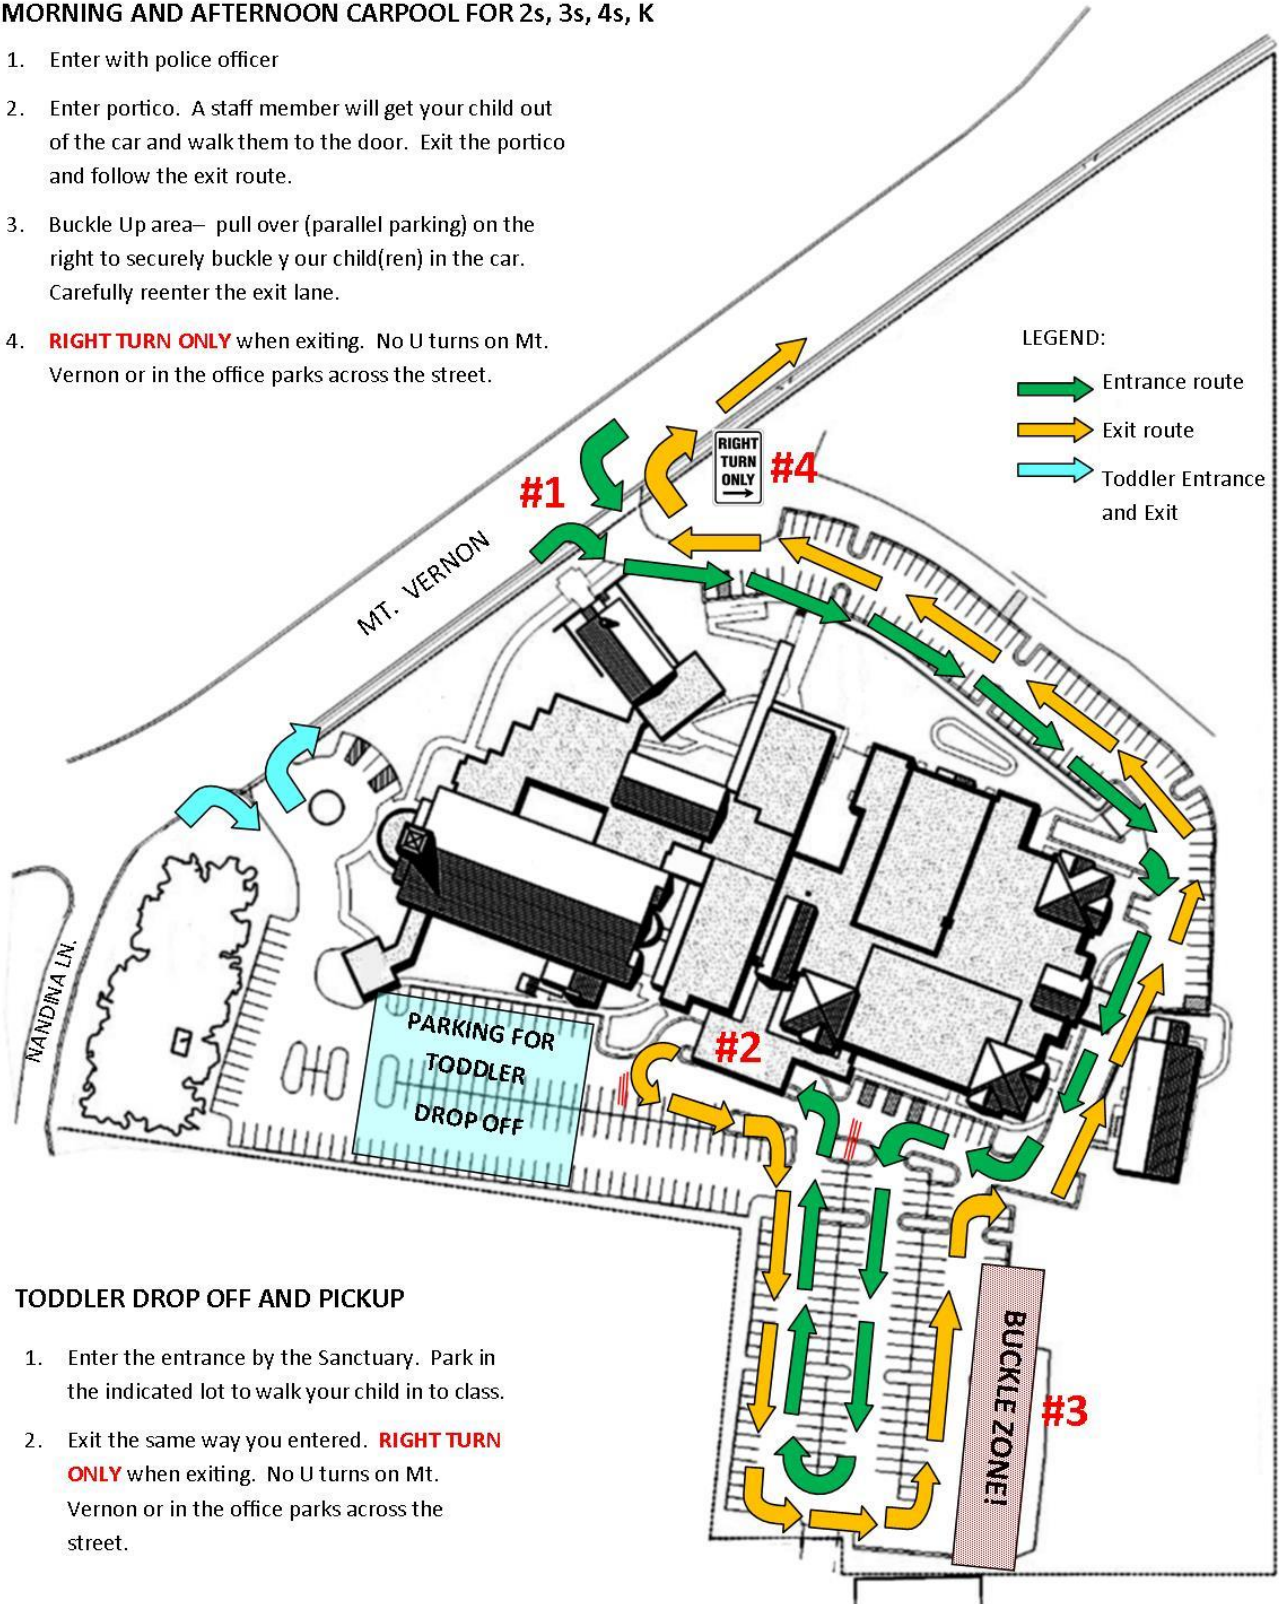 MORNING AND AFTERNOON CARPOOL FOR 2s, 3s, 4s, K
1. Enter with police officer
2. Enter portico. A staff member will get your child out
of the car and walk them to the door. Exit the portico
and follow the exit route.
3. Buckle Up area– pull over (parallel parking) on the
right to securely buckle y our child(ren) in the car.
Carefully reenter the exit lane.
4. RIGHT TURN ONLY when exiting. No U turns on Mt.
Vernon or in the office parks across the street.
LEGEND:
Entrance route
Exit route
Toddler Entrance
and Exit
RIGHT
TURN
ONLY
#4
#1
MT. VERNON
NANDINA LN.
PARKING FOR
TODDLER
DROP OFF
#2
BUCKLE ZONE!
#3
TODDLER DROP OFF AND PICKUP
1. Enter the entrance by the Sanctuary. Park in
the indicated lot to walk your child in to class.
2. Exit the same way you entered. RIGHT TURN
ONLY when exiting. No U turns on Mt.
Vernon or in the office parks across the
street.